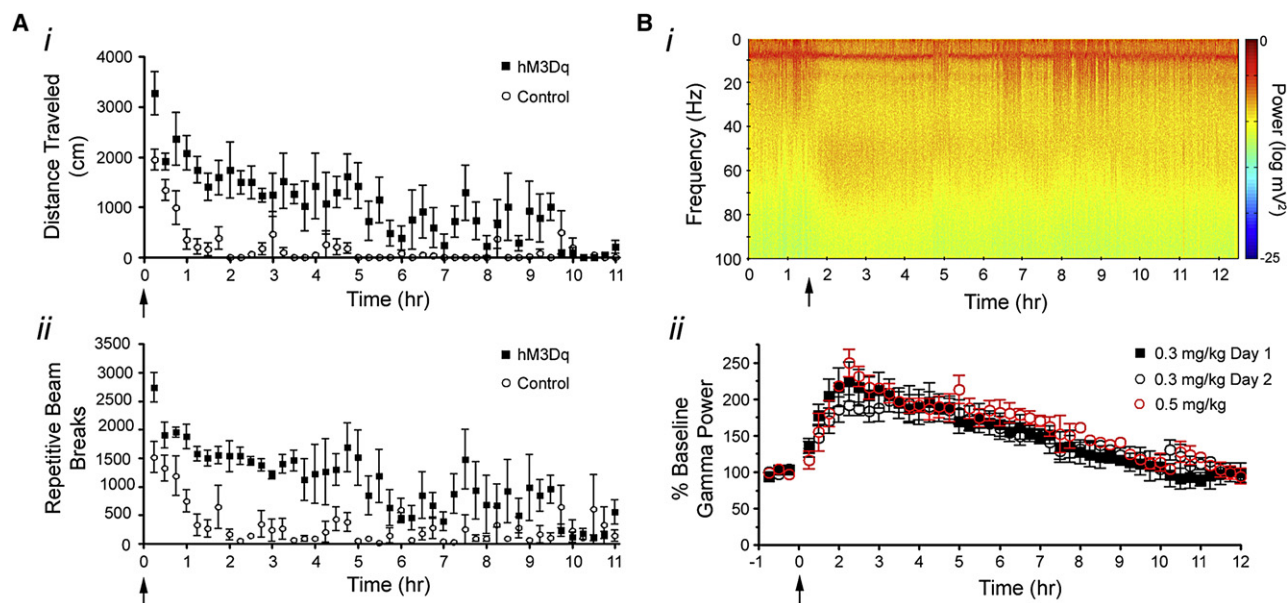 A
i
hM3Dq
Control
4000
3000
2000
1000
0
Distance Traveled
(cm)
0 1 2 3 4 5 6 7 8 9 10 11
Time (hr)
ii
hM3Dq
Control
3500
3000
2500
2000
1500
1000
500
0
Repetitive Beam
Breaks
0 1 2 3 4 5 6 7 8 9 10 11
Time (hr)
B
i
0
20
40
60
80
100
Frequency (Hz)
0 1 2 3 4 5 6 7 8 9 10 11 12
Time (hr)
0
-25
Power (log mV²)
ii
0.3 mg/kg Day 1
0.3 mg/kg Day 2
0.5 mg/kg
250
200
150
100
50
0
% Baseline
Gamma Power
-1 0 1 2 3 4 5 6 7 8 9 10 11 12
Time (hr)